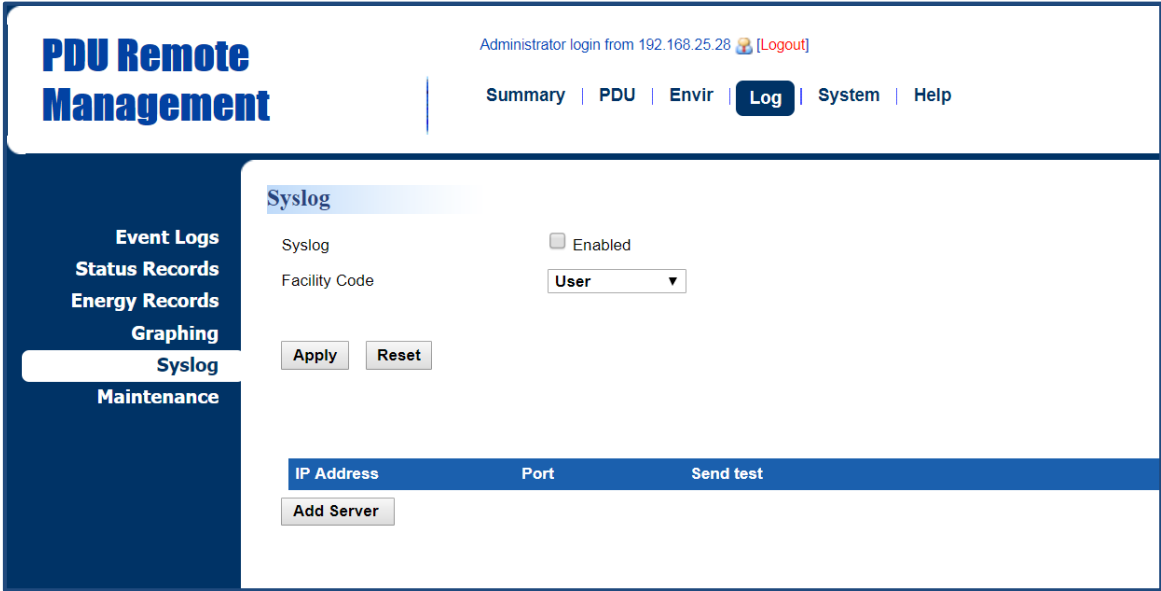 PDU Remote
Management
Administrator login from 192.168.25.28 [Logout]
Summary | PDU | Envir | Log | System | Help
Event Logs
Status Records
Energy Records
Graphing
Syslog
Maintenance
Syslog
Syslog Enabled
Facility Code User ▼
Apply Reset
IP Address Port Send test
Add Server